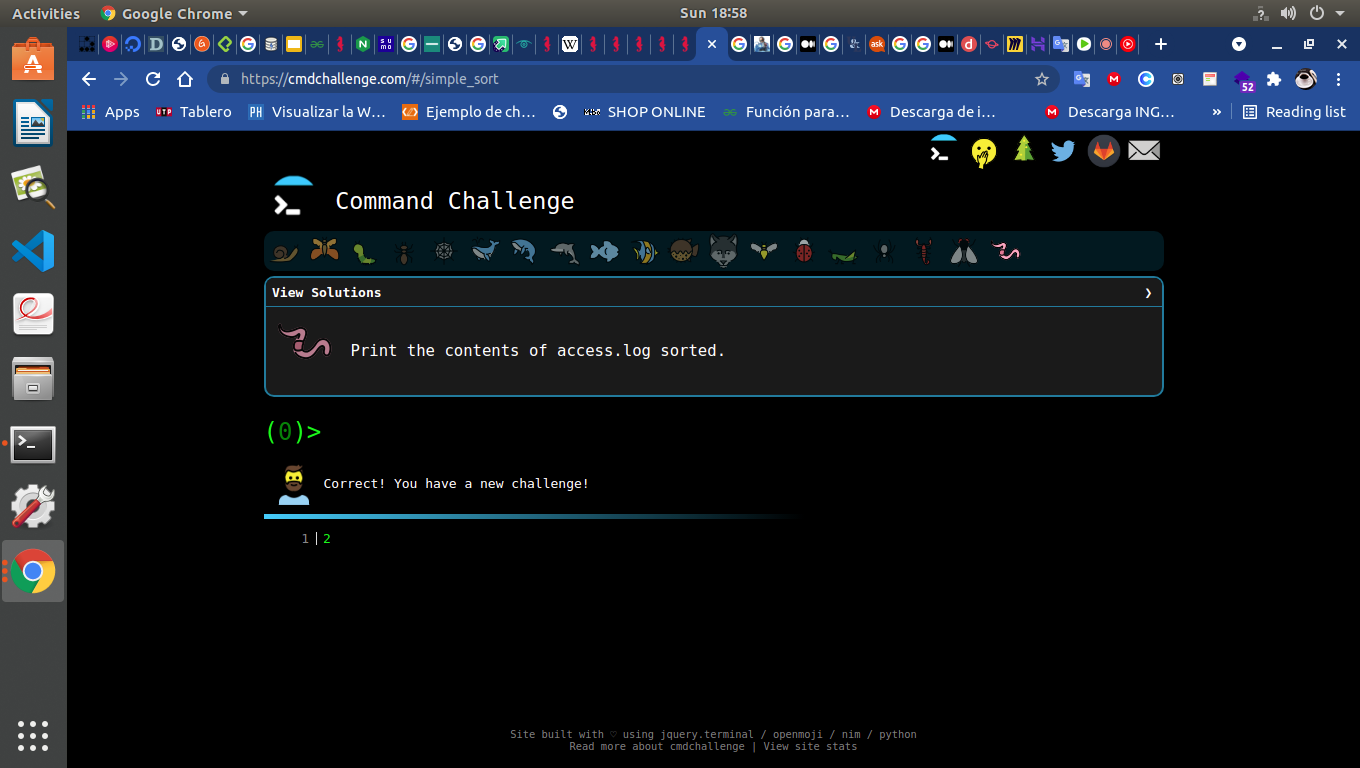 Activities Google Chrome Sun 18:58
https://cmdchallenge.com/#/simple_sort
52
Apps UTP Tablero PH Visualizar la W… Ejemplo de ch… SHOP ONLINE Función para… Descarga de i… Descarga ING… » Reading list
Command Challenge
View Solutions
Print the contents of access.log sorted.
(0)>
Correct! You have a new challenge!
1 2
Site built with ♡ using jquery.terminal / openmoji / nim / python
Read more about cmdchallenge | View site stats